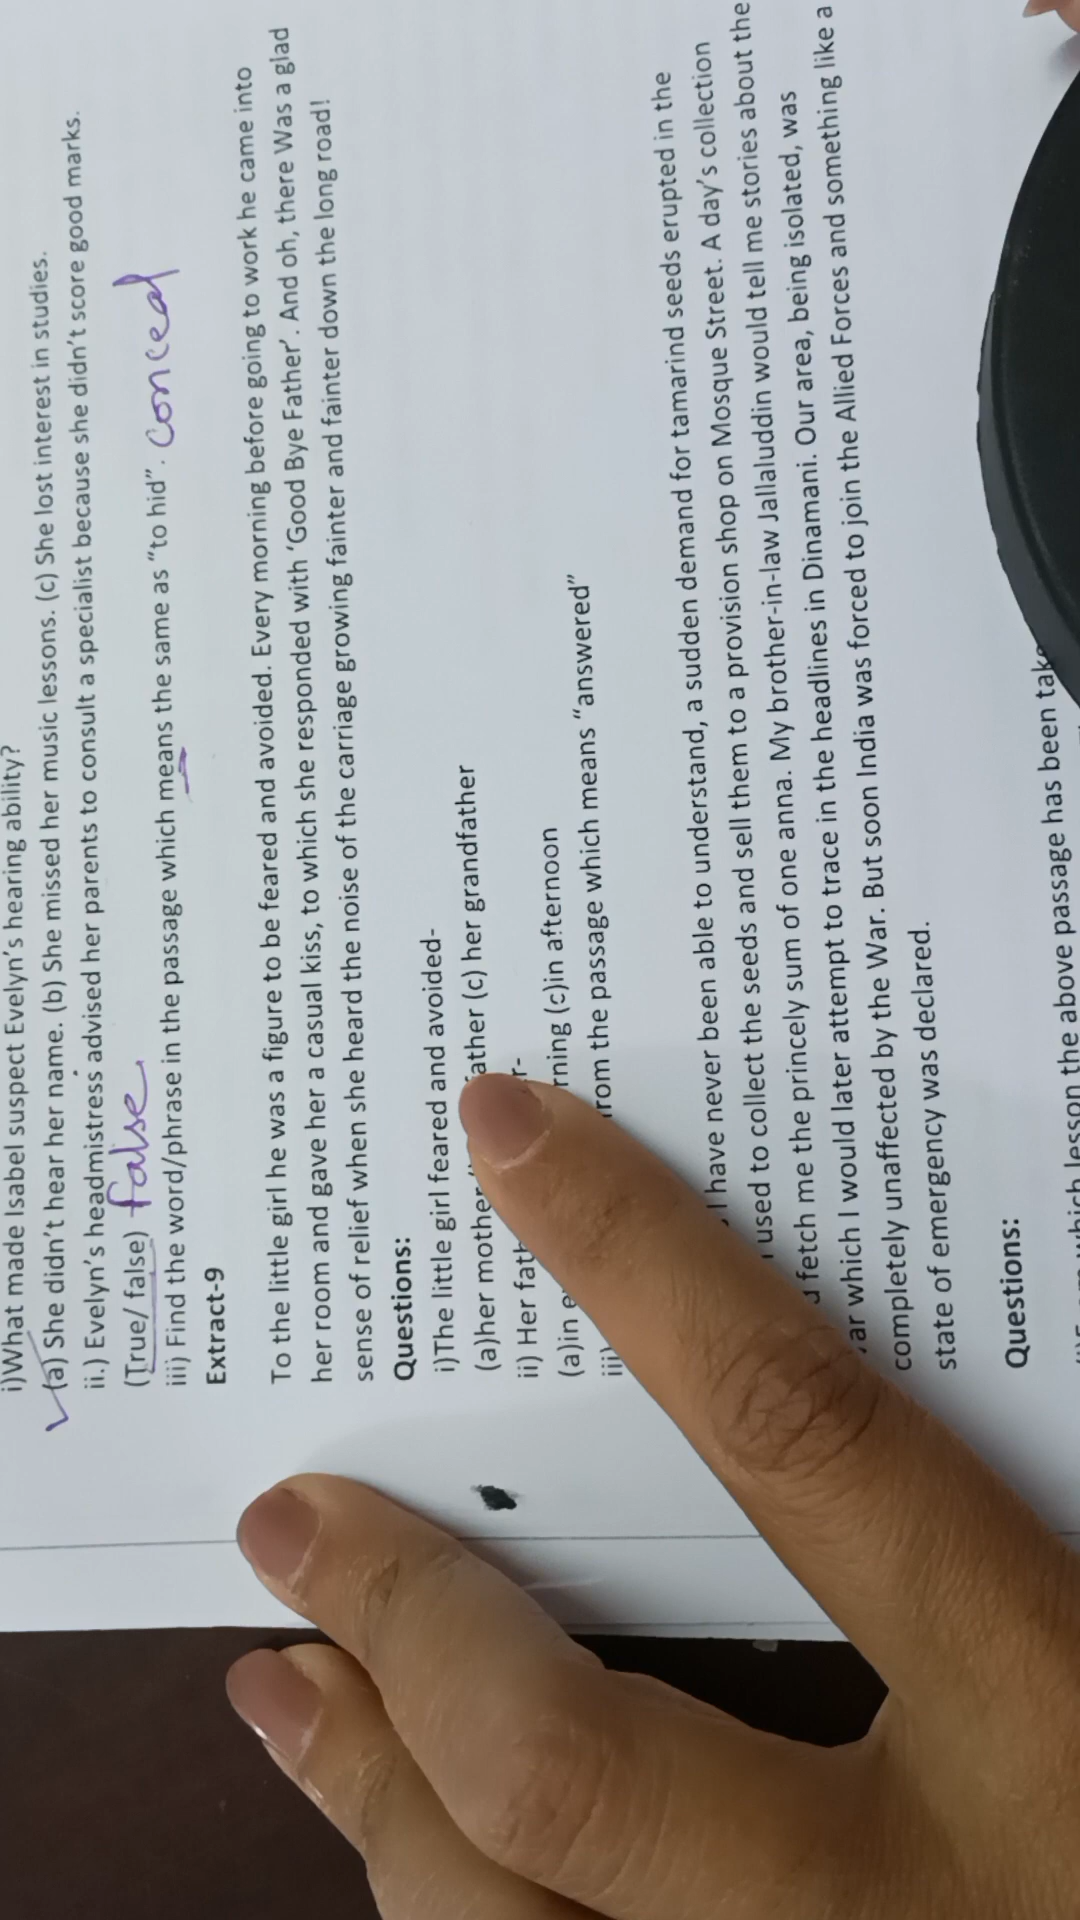 i)What made Isabel suspect Evelyn's hearing ability?
(a) She didn't hear her name. (b) She missed her music lessons. (c) She lost interest in studies.
ii.) Evelyn's headmistress advised her parents to consult a specialist because she didn't score good marks.
(True/ false) false
iii) Find the word/phrase in the passage which means the same as "to hid". conceal
Extract-9
To the little girl he was a figure to be feared and avoided. Every morning before going to work he came into
her room and gave her a casual kiss, to which she responded with 'Good Bye Father'. And oh, there Was a glad
sense of relief when she heard the noise of the carriage growing fainter and fainter down the long road!
Questions:
i)The little girl feared and avoided-
(a)her mother father (c) her grandfather
ii) Her
(a)in (c)in afternoon
iii) from the passage which means "answered"
I have never been able to understand, a sudden demand for tamarind seeds erupted in the
used to collect the seeds and sell them to a provision shop on Mosque Street. A day's collection
fetch me the princely sum of one anna. My brother-in-law Jallaluddin would tell me stories about the
which I would later attempt to trace in the headlines in Dinamani. Our area, being isolated, was
completely unaffected by the War. But soon India was forced to join the Allied Forces and something like a
state of emergency was declared.
Questions:
which lesson the above passage has been